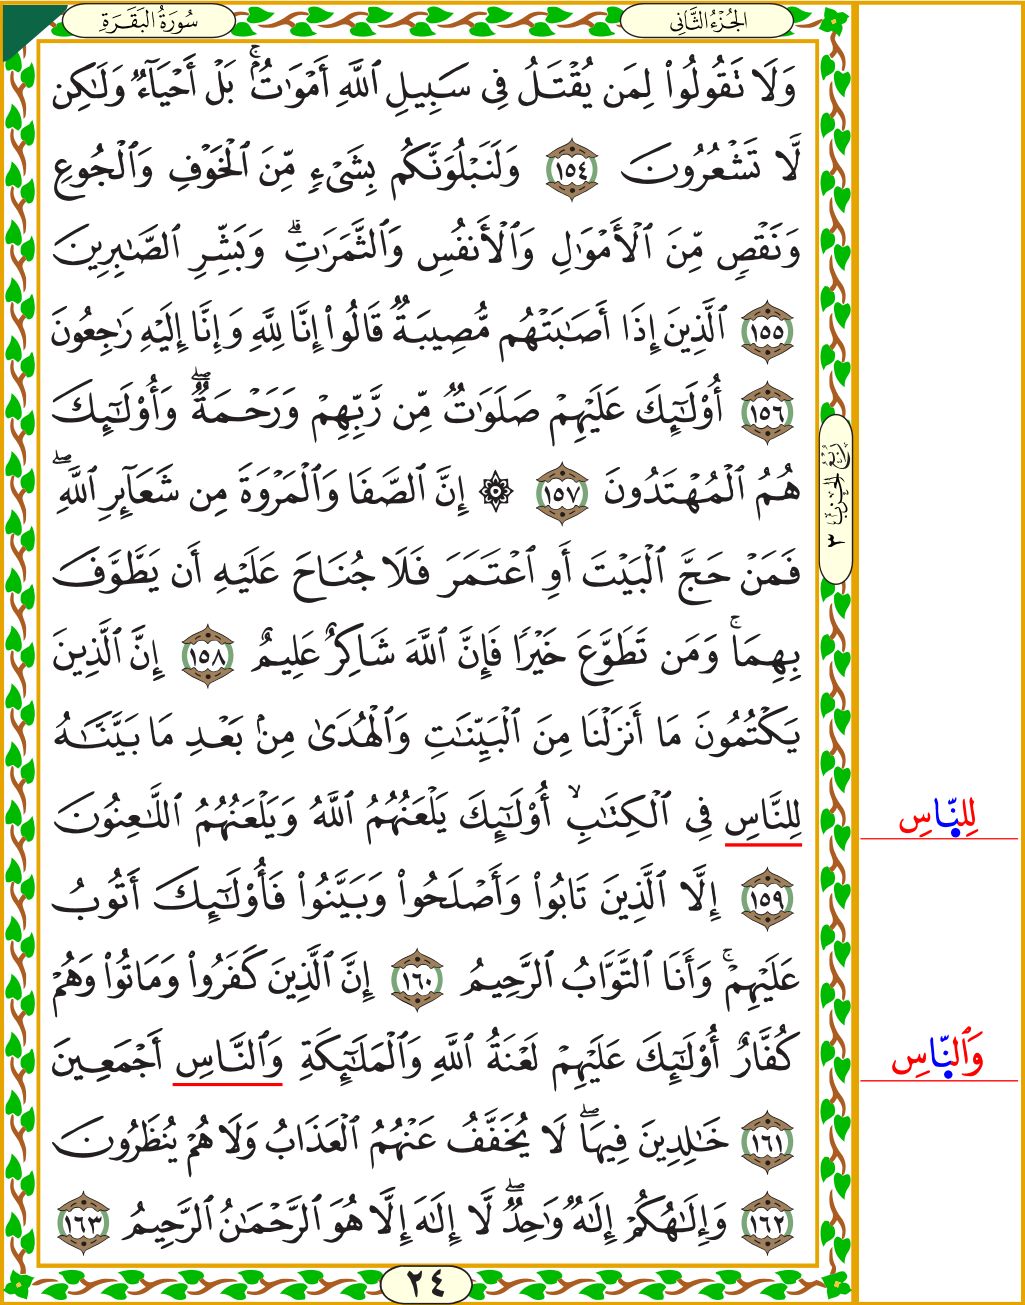 سُورَةُ البَقَرَةِ
الجُزْءُ الثَّانِي
وَلَا تَقُولُواْ لِمَن يُقْتَلُ فِي سَبِيلِ ٱللَّهِ أَمْوَٰتُۢۚ بَلْ أَحْيَآءٞ وَلَٰكِن
لَّا تَشْعُرُونَ ١٥٤ وَلَنَبْلُوَنَّكُم بِشَيْءٖ مِّنَ ٱلْخَوْفِ وَٱلْجُوعِ
وَنَقْصٖ مِّنَ ٱلْأَمْوَٰلِ وَٱلْأَنفُسِ وَٱلثَّمَرَٰتِۗ وَبَشِّرِ ٱلصَّٰبِرِينَ
١٥٥ ٱلَّذِينَ إِذَآ أَصَٰبَتْهُم مُّصِيبَةٞ قَالُوٓاْ إِنَّا لِلَّهِ وَإِنَّآ إِلَيْهِ رَٰجِعُونَ
١٥٦ أُوْلَٰٓئِكَ عَلَيْهِمْ صَلَوَٰتٞ مِّن رَّبِّهِمْ وَرَحْمَةٞۖ وَأُوْلَٰٓئِكَ
هُمُ ٱلْمُهْتَدُونَ ١٥٧ ۞ إِنَّ ٱلصَّفَا وَٱلْمَرْوَةَ مِن شَعَآئِرِ ٱللَّهِۖ
فَمَنْ حَجَّ ٱلْبَيْتَ أَوِ ٱعْتَمَرَ فَلَا جُنَاحَ عَلَيْهِ أَن يَطَّوَّفَ
بِهِمَاۚ وَمَن تَطَوَّعَ خَيْرٗا فَإِنَّ ٱللَّهَ شَاكِرٌ عَلِيمٌ ١٥٨ إِنَّ ٱلَّذِينَ
يَكْتُمُونَ مَآ أَنزَلْنَا مِنَ ٱلْبَيِّنَٰتِ وَٱلْهُدَىٰ مِنۢ بَعْدِ مَا بَيَّنَّٰهُ
لِلنَّاسِ فِي ٱلْكِتَٰبِۙ أُوْلَٰٓئِكَ يَلْعَنُهُمُ ٱللَّهُ وَيَلْعَنُهُمُ ٱللَّٰعِنُونَ
لِلنّاسِ
١٥٩ إِلَّا ٱلَّذِينَ تَابُواْ وَأَصْلَحُواْ وَبَيَّنُواْ فَأُوْلَٰٓئِكَ أَتُوبُ
عَلَيْهِمْۚ وَأَنَا ٱلتَّوَّابُ ٱلرَّحِيمُ ١٦٠ إِنَّ ٱلَّذِينَ كَفَرُواْ وَمَاتُواْ وَهُمْ
كُفَّارٌ أُوْلَٰٓئِكَ عَلَيْهِمْ لَعْنَةُ ٱللَّهِ وَٱلْمَلَٰٓئِكَةِ وَٱلنَّاسِ أَجْمَعِينَ
وَٱلنّاسِ
١٦١ خَٰلِدِينَ فِيهَاۖ لَا يُخَفَّفُ عَنْهُمُ ٱلْعَذَابُ وَلَا هُمْ يُنظَرُونَ
١٦٢ وَإِلَٰهُكُمْ إِلَٰهٞ وَٰحِدٞۖ لَّآ إِلَٰهَ إِلَّا هُوَ ٱلرَّحْمَٰنُ ٱلرَّحِيمُ ١٦٣
رُبْعُ الحِزْبِ ٣
٢٤